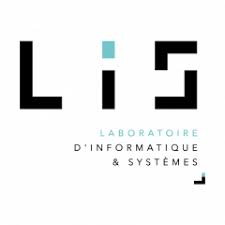 LiS
LABORATOIRE
D'INFORMATIQUE
& SYSTÈMES